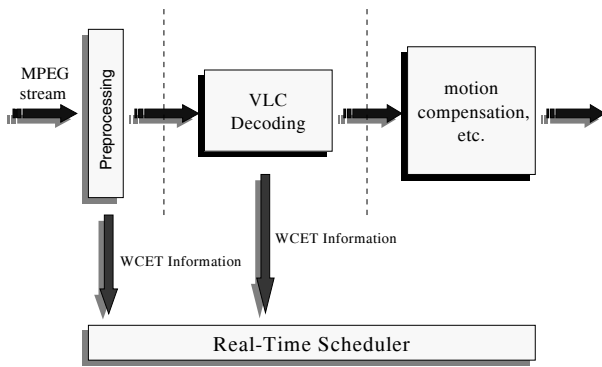 MPEG
stream
Preprocessing
VLC
Decoding
motion
compensation,
etc.
WCET Information
WCET Information
Real-Time Scheduler